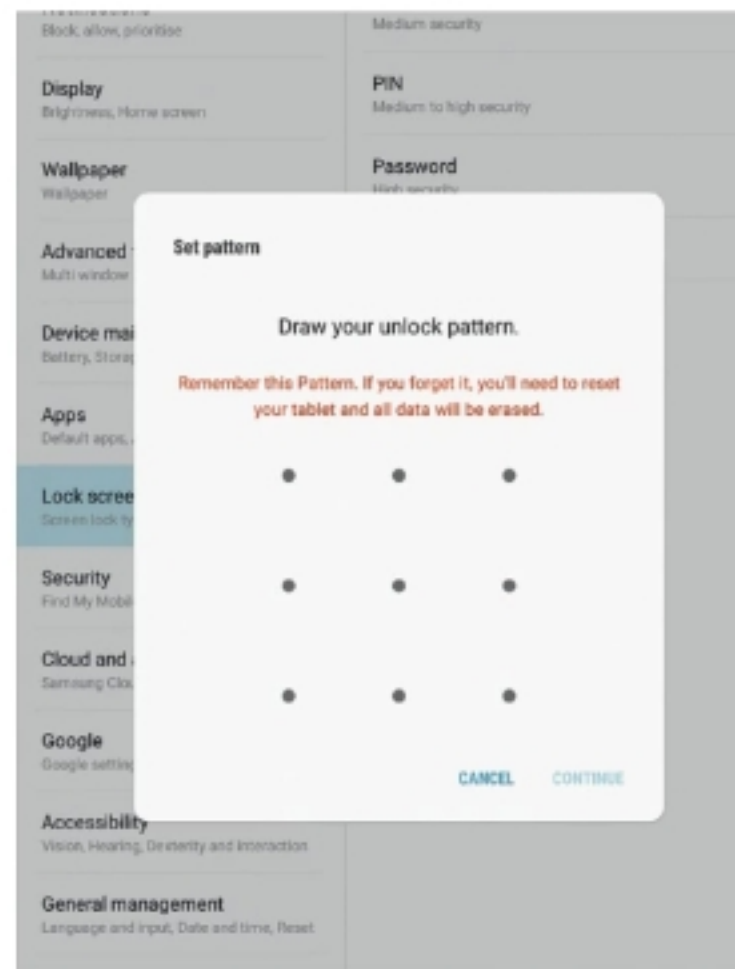 Block, allow, prioritise
Display
Brightness, Home screen
Wallpaper
Wallpaper
Advanced
Multi window
Device mai
Battery, Storag
Apps
Default apps,
Lock scree
Screen lock ty
Security
Find My Mobil
Cloud and
Samsung Clou
Google
Google setting
Accessibility
Vision, Hearing, Dexterity and interaction
General management
Language and input, Date and time, Reset
Medium security
PIN
Medium to high security
Password
High security
Set pattern
Draw your unlock pattern.
Remember this Pattern. If you forget it, you'll need to reset
your tablet and all data will be erased.
CANCEL CONTINUE